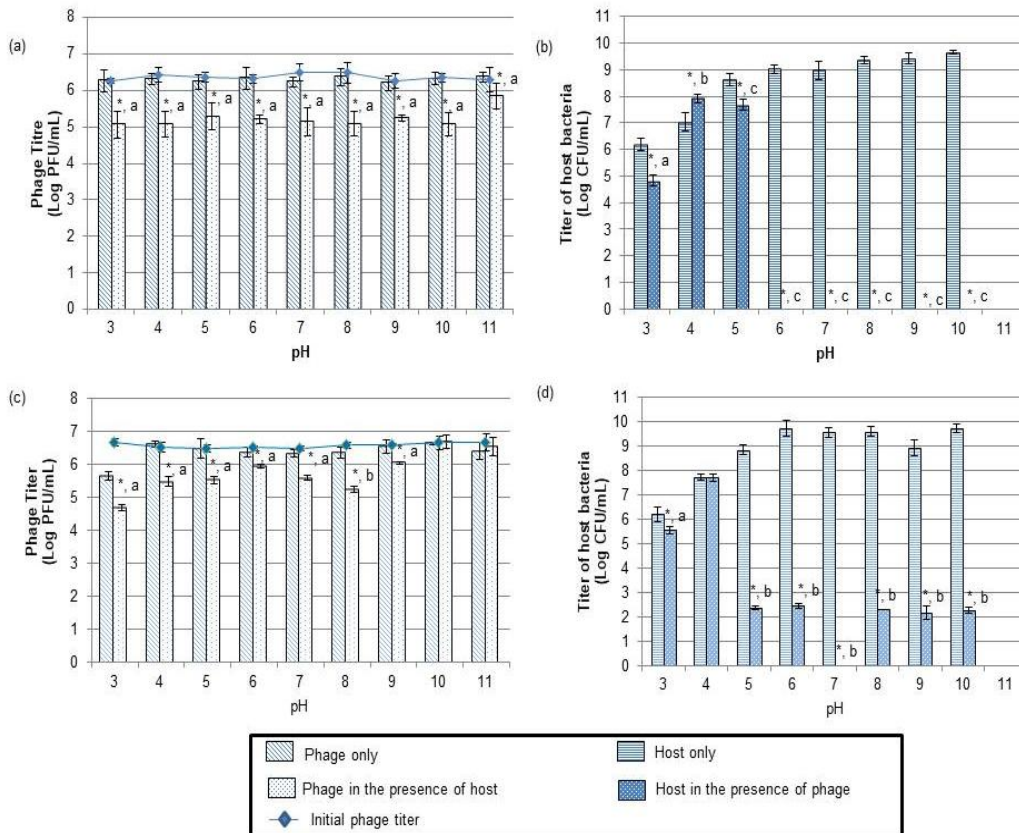 (a)
Phage Titre
(Log PFU/mL)
8
7
6
5
4
3
2
1
0
*, a
*, a
*, a
*, a
*, a
*, a
*, a
*, a
*, a
3 4 5 6 7 8 9 10 11
pH
(b)
Titer of host bacteria
(Log CFU/mL)
11
10
9
8
7
6
5
4
3
2
1
0
*, a
*, b
*, c
*, c
*, c
*, c
*, c
*, c
3 4 5 6 7 8 9 10 11
pH
(c)
Phage Titer
(Log PFU/mL)
8
7
6
5
4
3
2
1
0
*, a
*, a
*, a
*, a
*, a
*, b
*, a
3 4 5 6 7 8 9 10 11
pH
(d)
Titer of host bacteria
(Log CFU/mL)
11
10
9
8
7
6
5
4
3
2
1
0
*, a
*, b
*, b
*, b
*, b
*, b
*, b
3 4 5 6 7 8 9 10 11
pH
Phage only
Host only
Phage in the presence of host
Host in the presence of phage
Initial phage titer